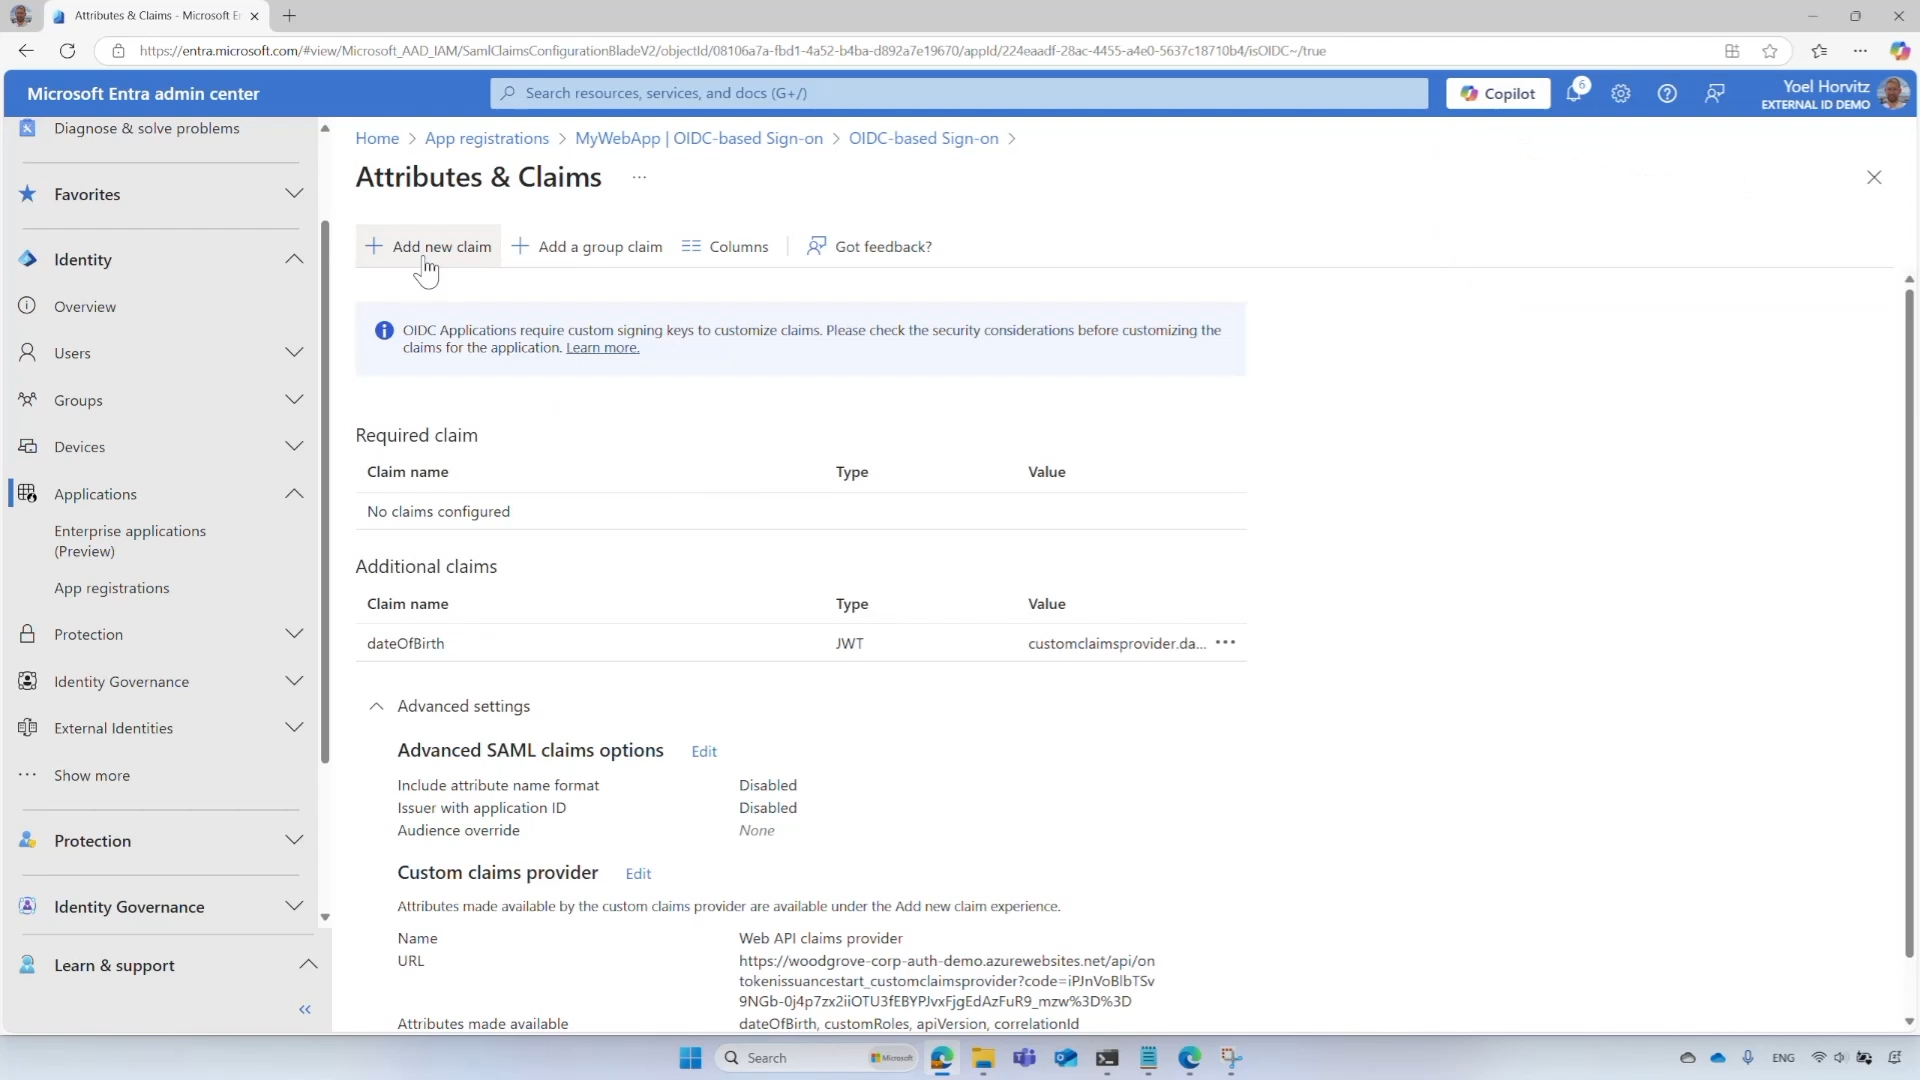 Attributes & Claims - Microsoft E
https://entra.microsoft.com/#view/Microsoft_AAD_IAM/SamlClaimsConfigurationBladeV2/objectId/08106a7a-fbd1-4a52-b4ba-d892a7e19670/appId/224eaadf-28ac-4455-a4e0-5637c18710b4/isOIDC~/true
Microsoft Entra admin center
Search resources, services, and docs (G+/)
Copilot
6
Yoel Horvitz
EXTERNAL ID DEMO
Diagnose & solve problems
Favorites
Identity
Overview
Users
Groups
Devices
Applications
Enterprise applications
(Preview)
App registrations
Protection
Identity Governance
External Identities
Show more
Protection
Identity Governance
Learn & support
Home > App registrations > MyWebApp | OIDC-based Sign-on > OIDC-based Sign-on >
Attributes & Claims
Add new claim
Add a group claim
Columns
Got feedback?
OIDC Applications require custom signing keys to customize claims. Please check the security considerations before customizing the
claims for the application. Learn more.
Required claim
Claim name Type Value
No claims configured
Additional claims
Claim name Type Value
dateOfBirth JWT customclaimsprovider.da...
Advanced settings
Advanced SAML claims options Edit
Include attribute name format Disabled
Issuer with application ID Disabled
Audience override None
Custom claims provider Edit
Attributes made available by the custom claims provider are available under the Add new claim experience.
Name Web API claims provider
URL https://woodgrove-corp-auth-demo.azurewebsites.net/api/on
tokenissuancestart_customclaimsprovider?code=iPJnVoBlbTSv
9NGb-0j4p7zx2iiOTU3fEBYPJvxFjgEdAzFuR9_mzw%3D%3D
Attributes made available dateOfBirth, customRoles, apiVersion, correlationId
Search
Microsoft
ENG